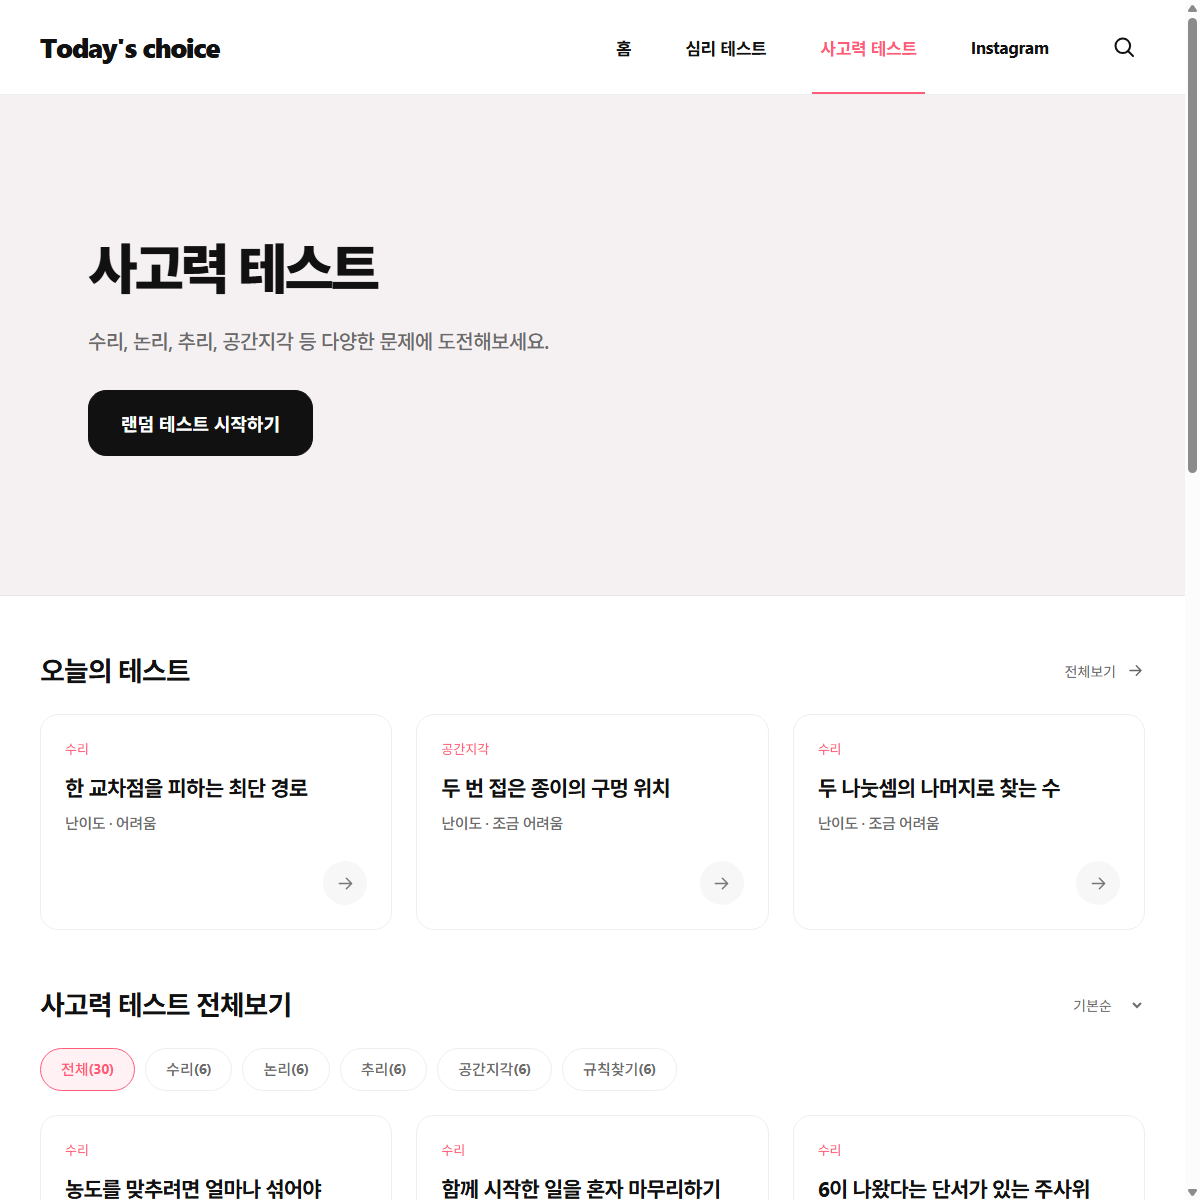 Today's choice
홈
심리 테스트
사고력 테스트
Instagram
사고력 테스트
수리, 논리, 추리, 공간지각 등 다양한 문제에 도전해보세요.
랜덤 테스트 시작하기
오늘의 테스트
전체보기
수리
한 교차점을 피하는 최단 경로
난이도 · 어려움
공간지각
두 번 접은 종이의 구멍 위치
난이도 · 조금 어려움
수리
두 나눗셈의 나머지로 찾는 수
난이도 · 조금 어려움
사고력 테스트 전체보기
기본순
전체(30)
수리(6)
논리(6)
추리(6)
공간지각(6)
규칙찾기(6)
수리
농도를 맞추려면 얼마나 섞어야
수리
함께 시작한 일을 혼자 마무리하기
수리
6이 나왔다는 단서가 있는 주사위